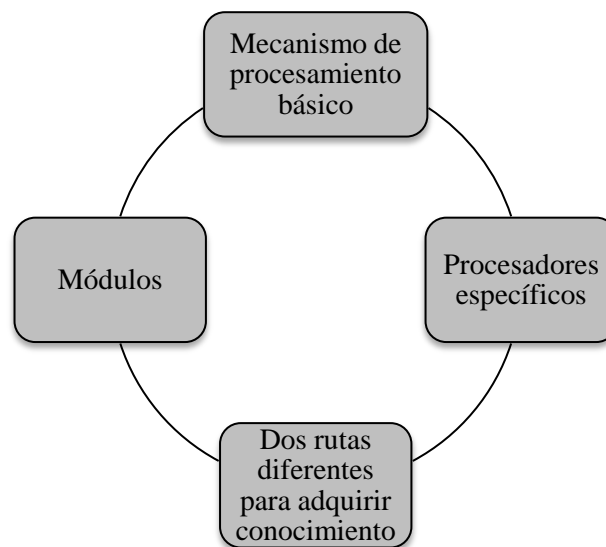 Mecanismo de
procesamiento
básico
Procesadores
específicos
Dos rutas
diferentes
para adquirir
conocimiento
Módulos